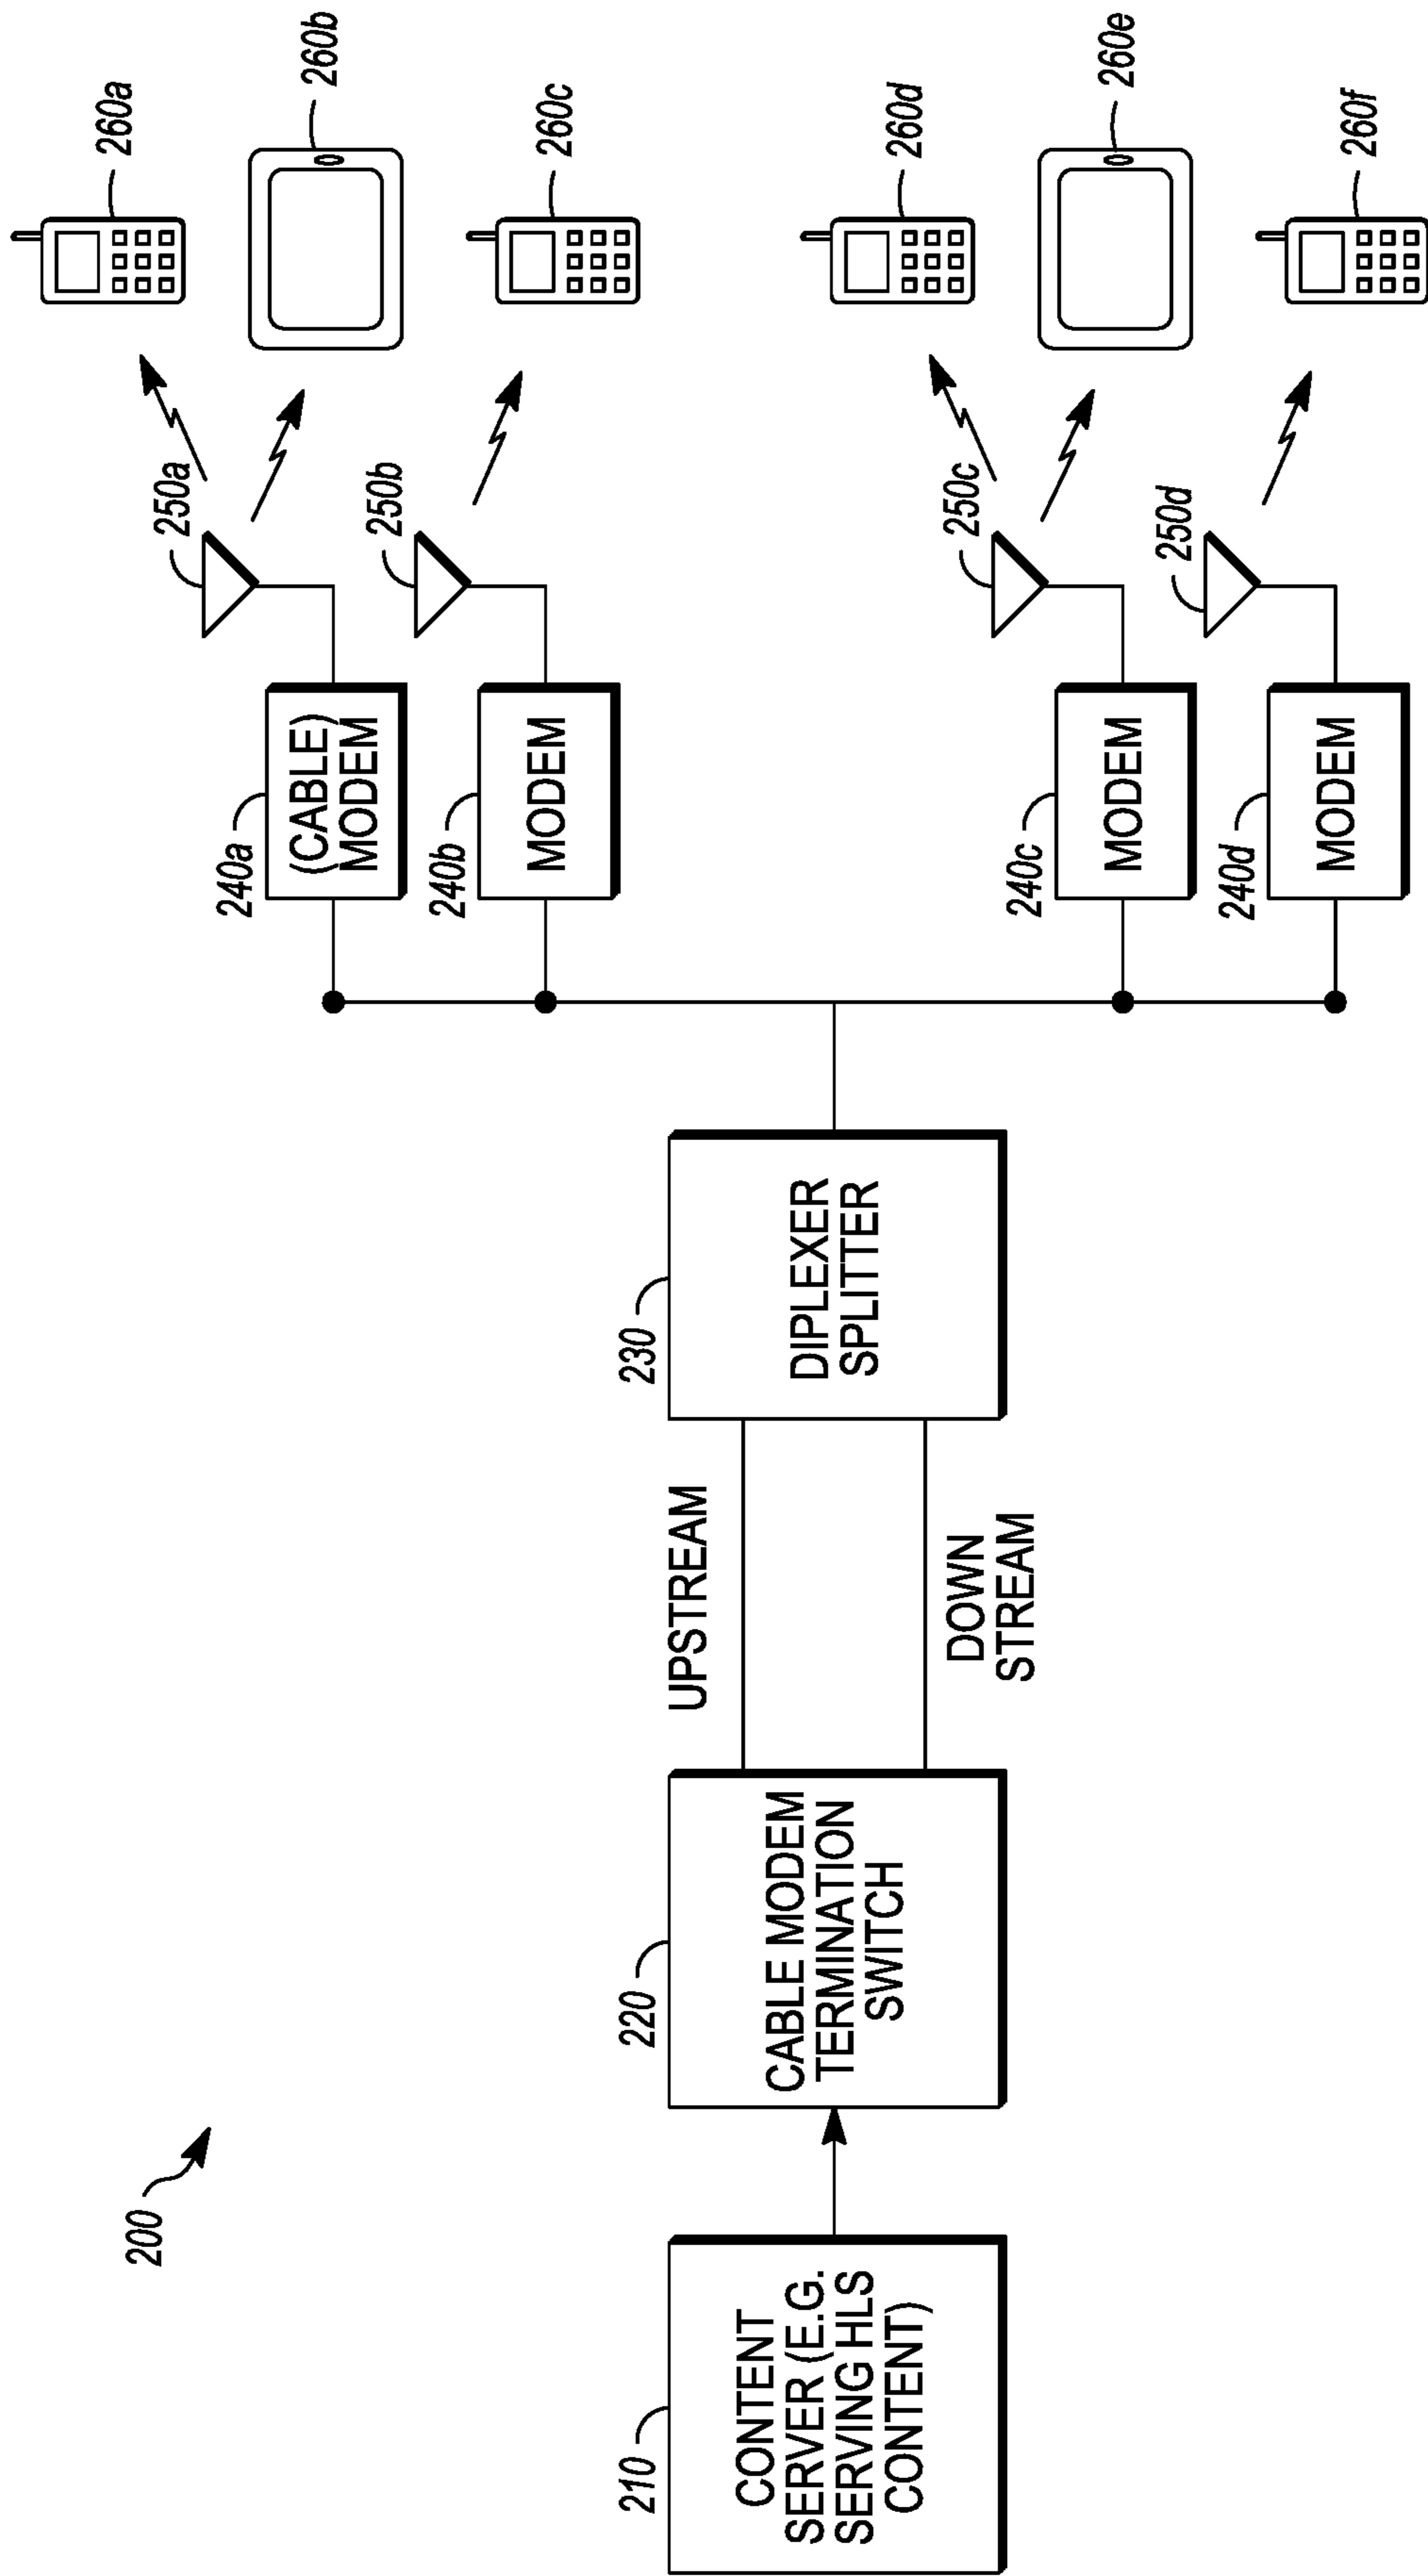 200
210
CONTENT
SERVER (E.G.
SERVING HLS
CONTENT)
220
CABLE MODEM
TERMINATION
SWITCH
UPSTREAM
DOWN
STREAM
230
DIPLEXER
SPLITTER
240a
(CABLE)
MODEM
240b
MODEM
240c
MODEM
240d
MODEM
250a
250b
250c
250d
260a
260b
260c
260d
260e
260f